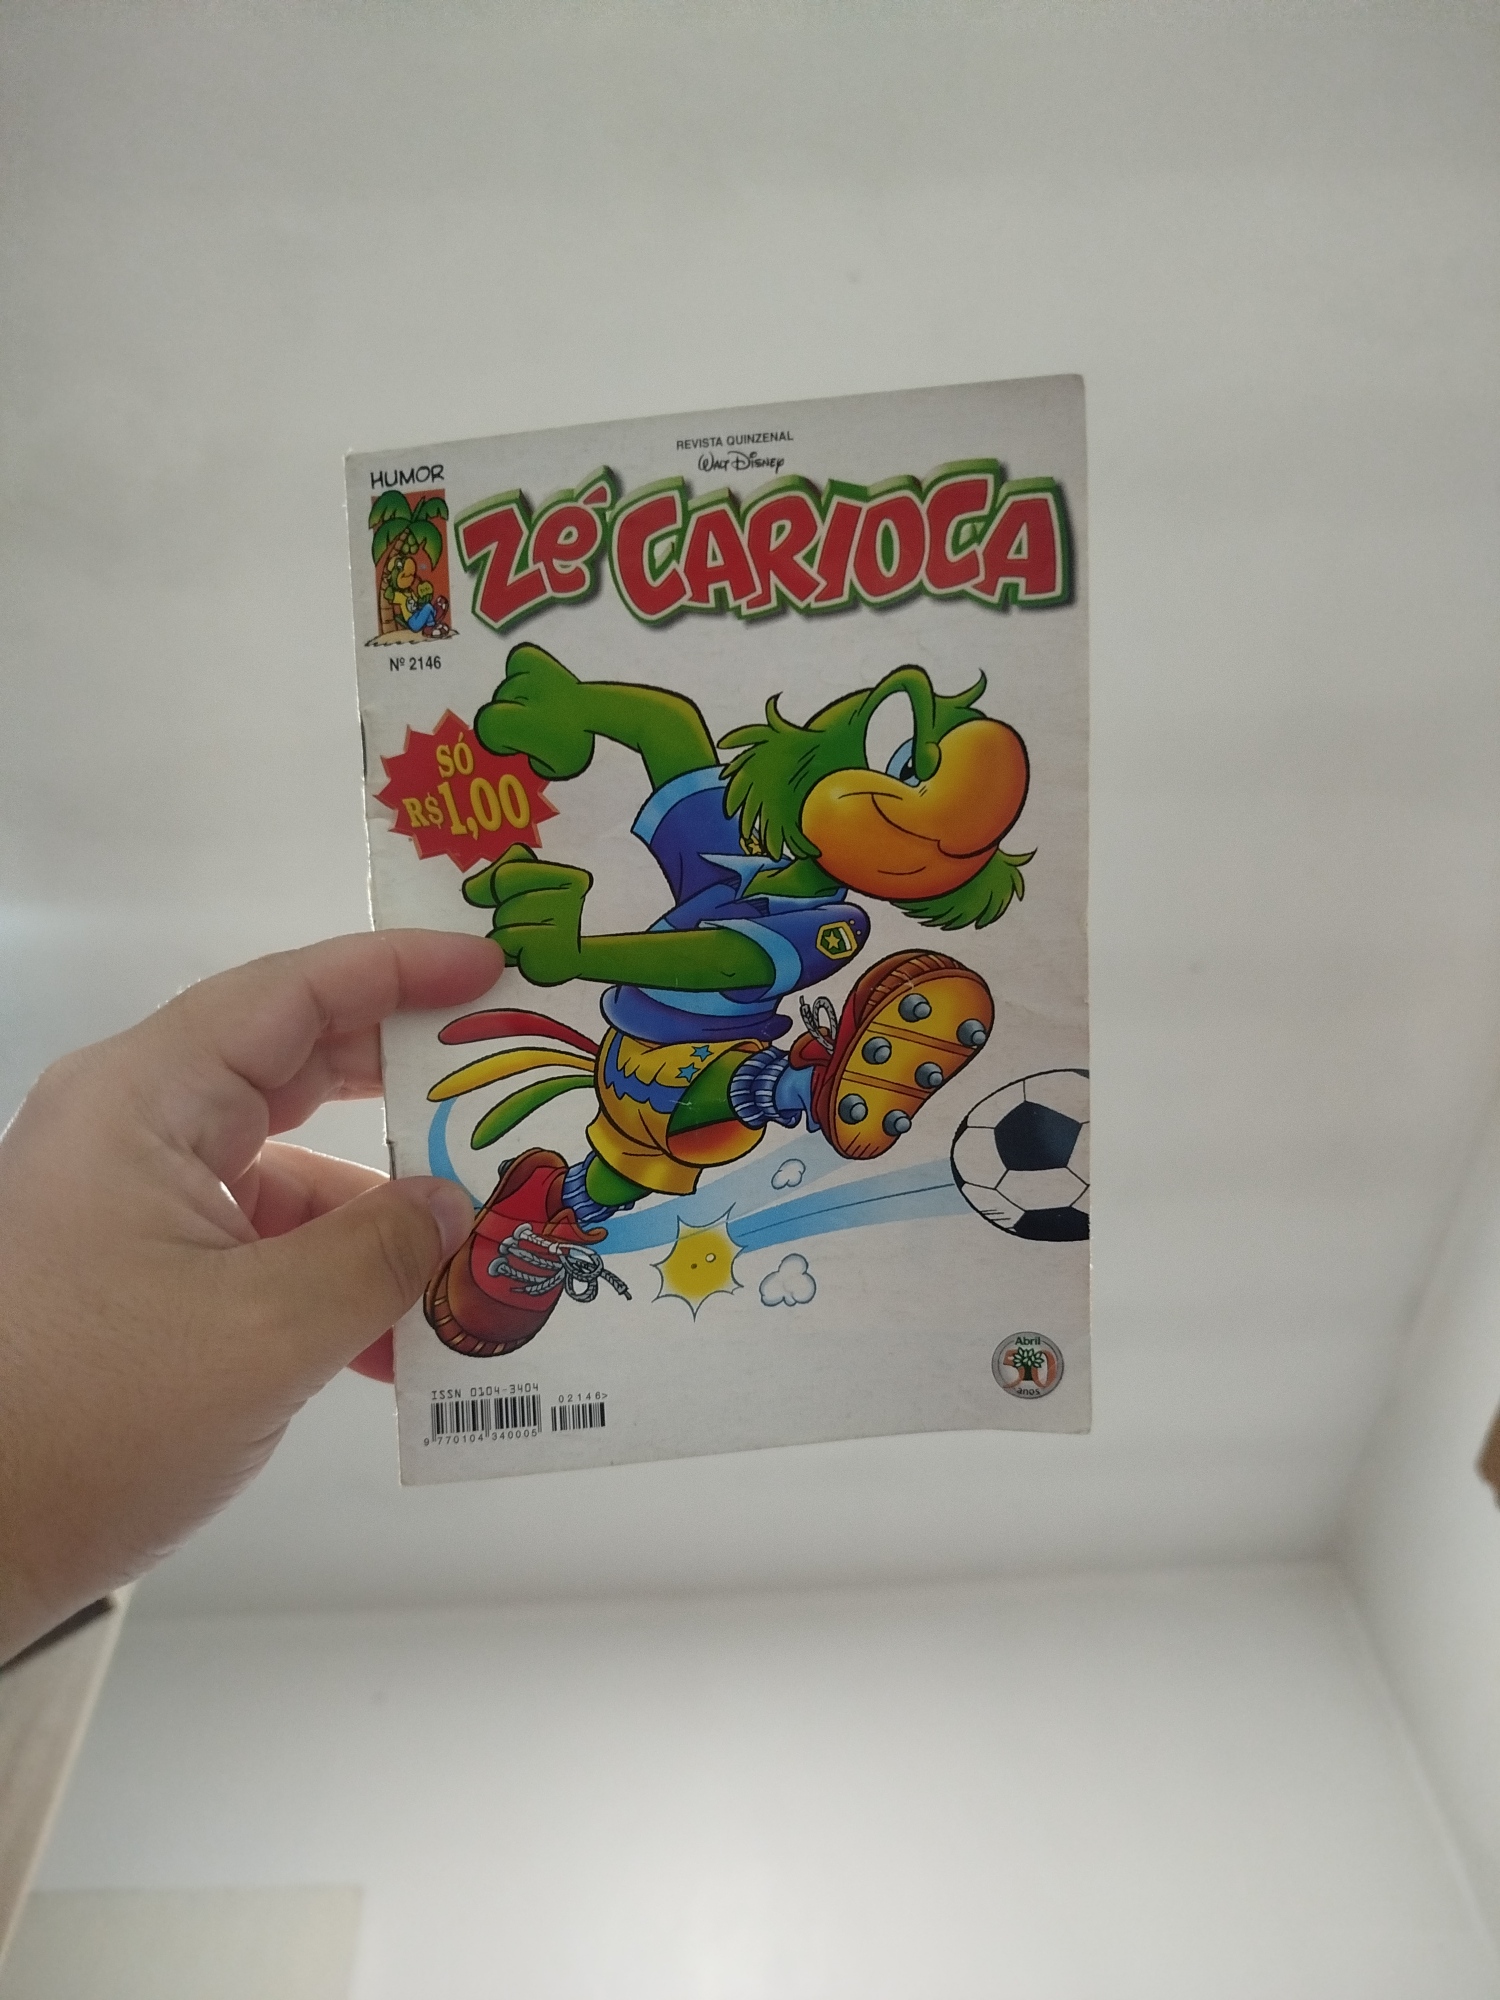 REVISTA QUINZENAL
Walt Disney
HUMOR
Zé CARIOCA
Nº 2146
SÓ
R$1,00
Abril
50
anos
ISSN 0104-3404
02146>
9 770104 340005